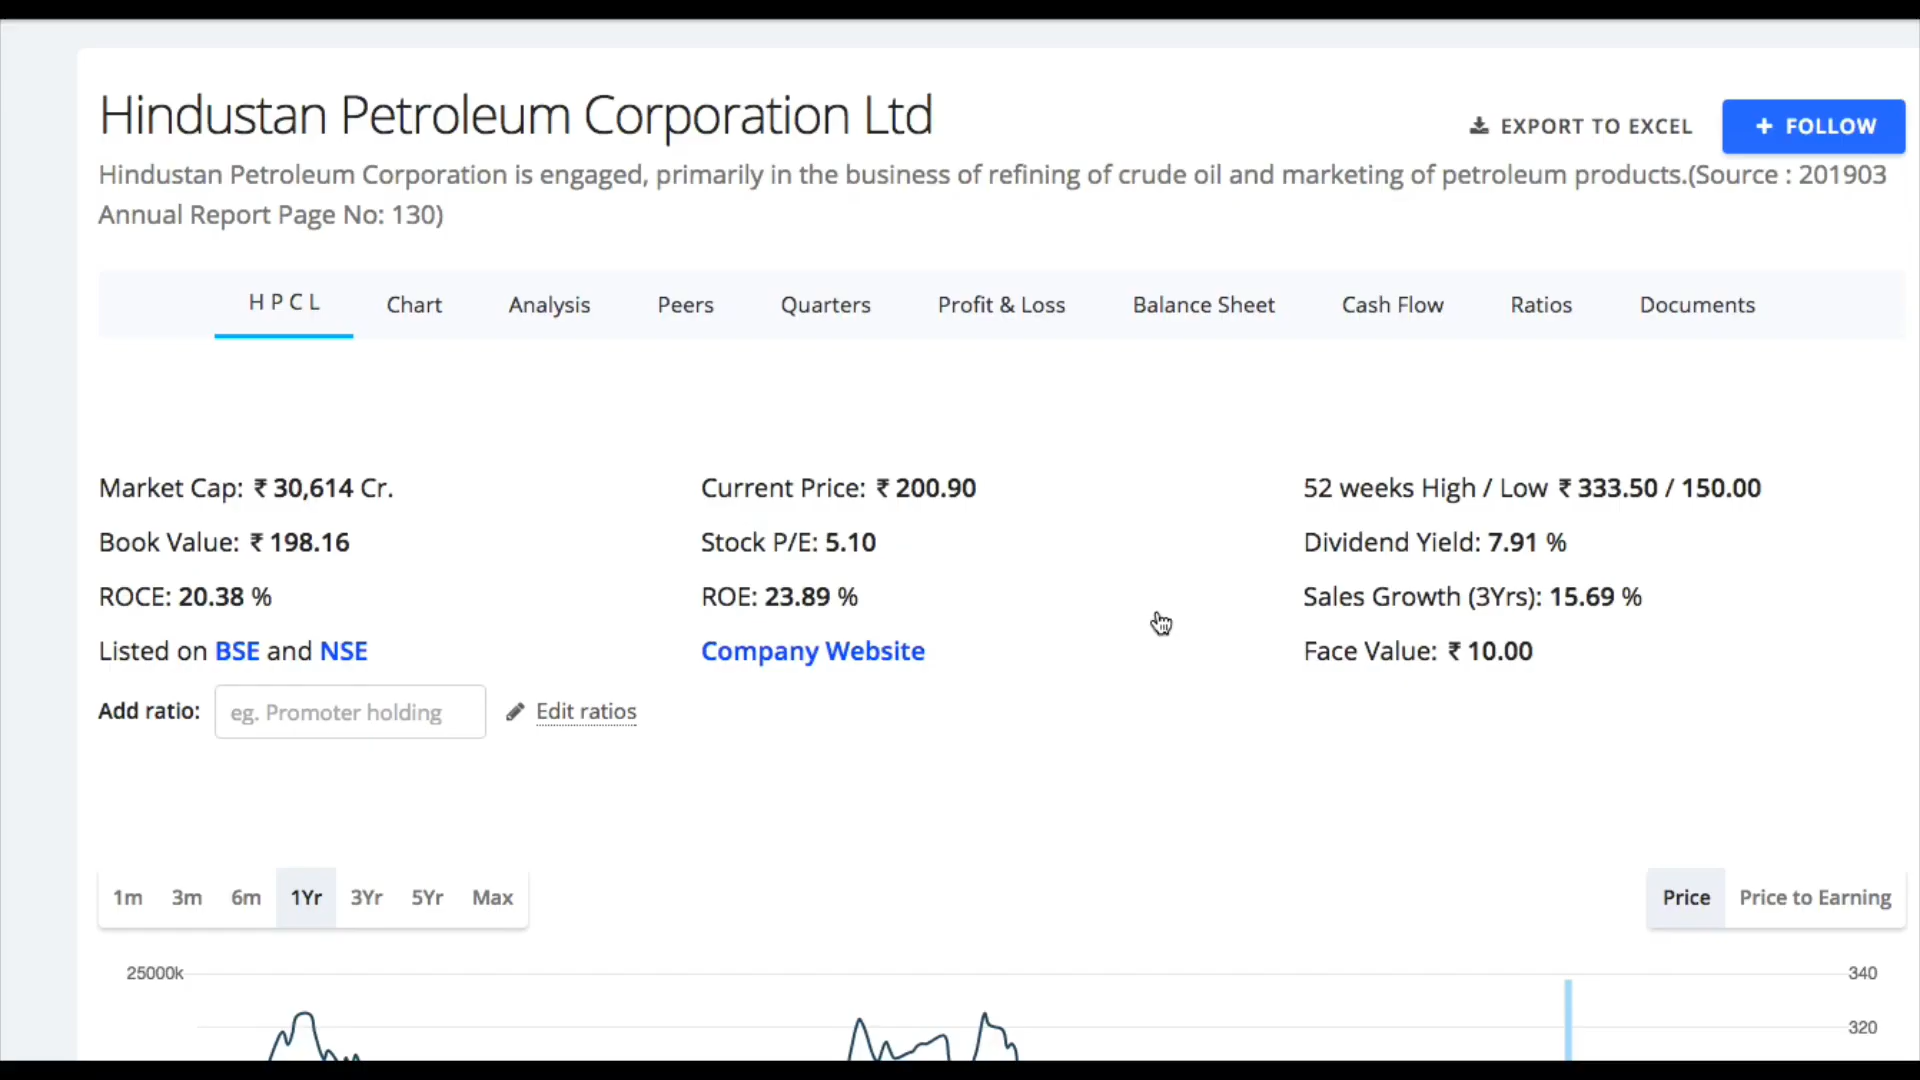 Hindustan Petroleum Corporation Ltd
EXPORT TO EXCEL
+ FOLLOW
Hindustan Petroleum Corporation is engaged, primarily in the business of refining of crude oil and marketing of petroleum products.(Source : 201903
Annual Report Page No: 130)
H P C L Chart Analysis Peers Quarters Profit & Loss Balance Sheet Cash Flow Ratios Documents
Market Cap: ₹ 30,614 Cr. Current Price: ₹ 200.90 52 weeks High / Low ₹ 333.50 / 150.00
Book Value: ₹ 198.16 Stock P/E: 5.10 Dividend Yield: 7.91 %
ROCE: 20.38 % ROE: 23.89 % Sales Growth (3Yrs): 15.69 %
Listed on BSE and NSE Company Website Face Value: ₹ 10.00
Add ratio: eg. Promoter holding Edit ratios
1m 3m 6m 1Yr 3Yr 5Yr Max Price Price to Earning
25000k 340
320